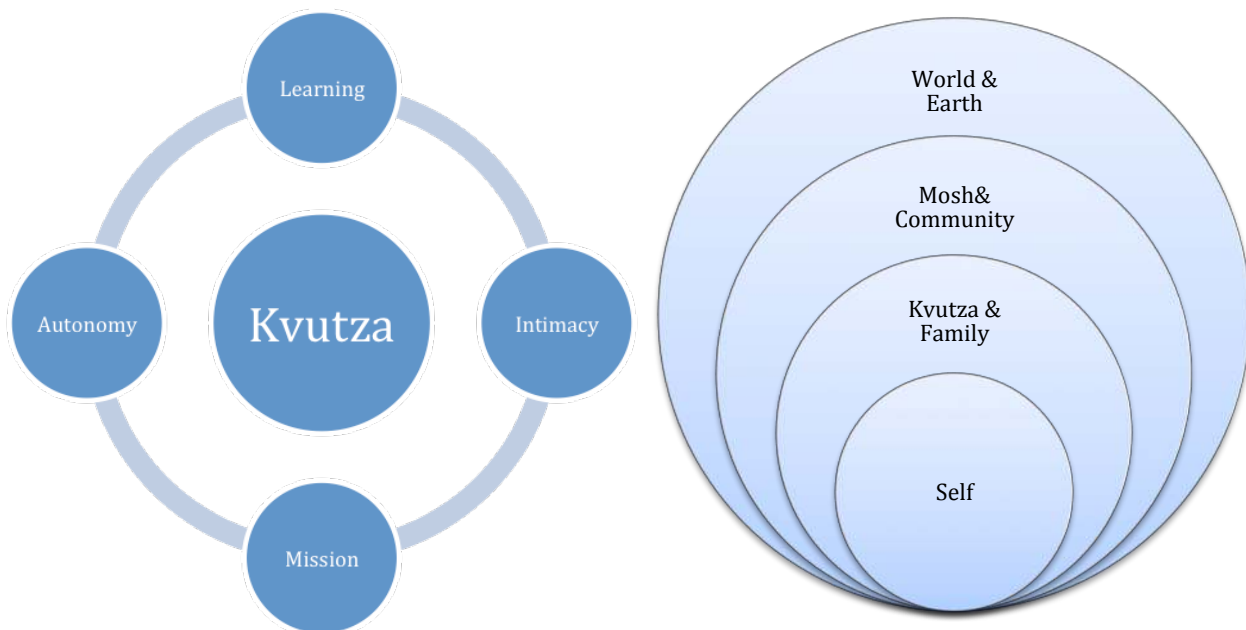 Learning
Autonomy
Kvutza
Intimacy
Mission
World &
Earth
Mosh&
Community
Kvutza &
Family
Self